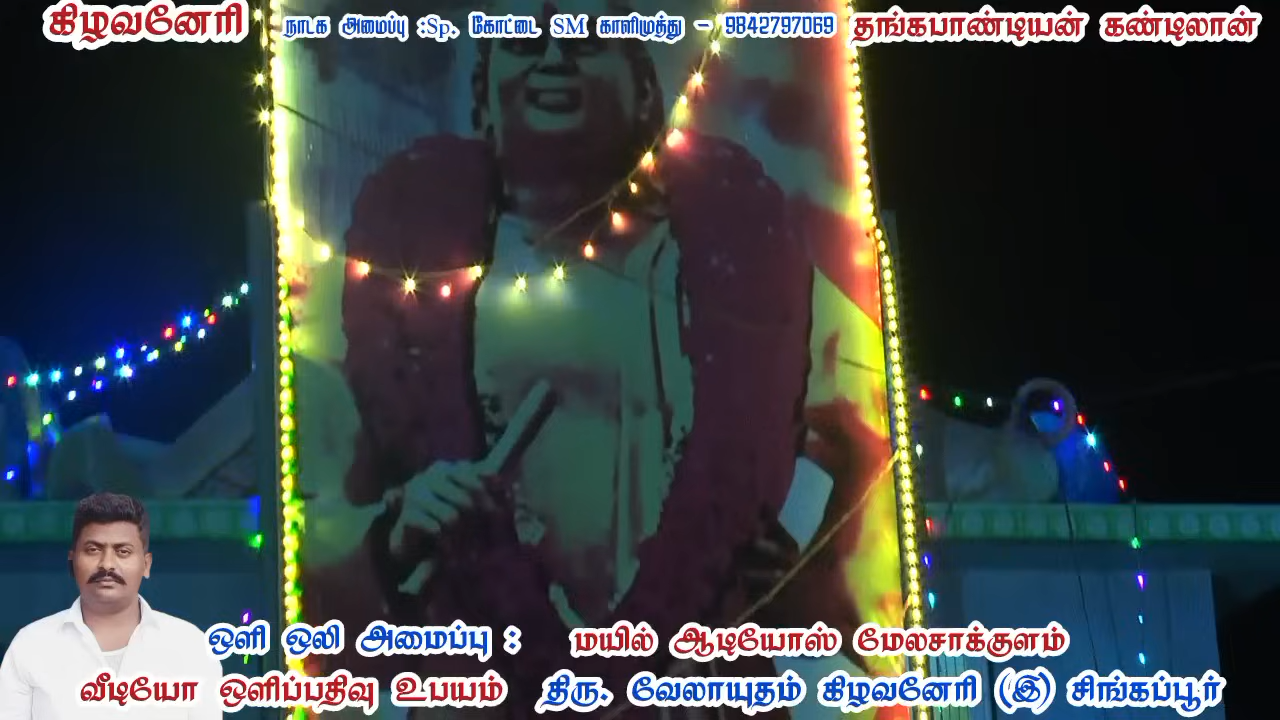 கிழவனேரி நாடக அமைப்பு :Sp. கோட்டை SM காளிமுத்து - 9842797069 தங்கபாண்டியன் கண்டிலான்
ஒளி ஒலி அமைப்பு : மயில் ஆடியோஸ் மேலசாக்குளம்
வீடியோ ஒளிப்பதிவு உபயம் திரு. வேலாயுதம் கிழவனேரி (இ) சிங்கப்பூர்